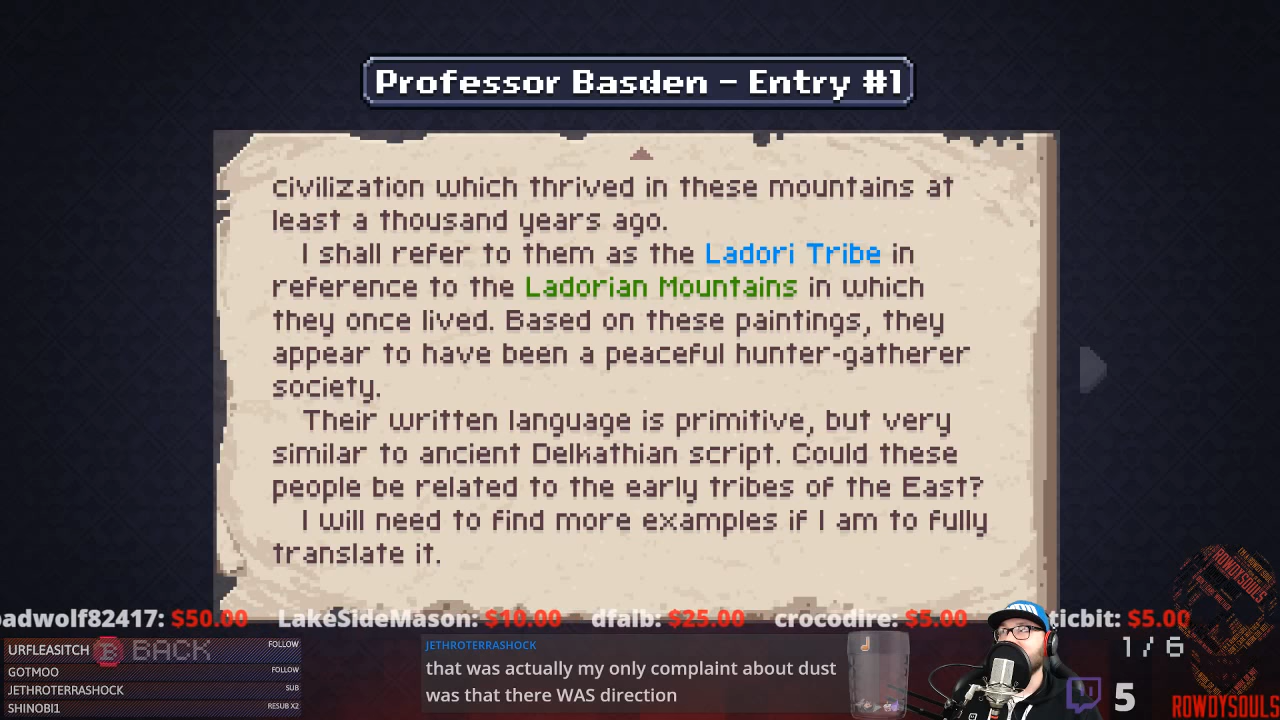 Professor Basden - Entry #1
civilization which thrived in these mountains at
least a thousand years ago.
I shall refer to them as the Ladori Tribe in
reference to the Ladorian Mountains in which
they once lived. Based on these paintings, they
appear to have been a peaceful hunter-gatherer
society.
Their written language is primitive, but very
similar to ancient Delkathian script. Could these
people be related to the early tribes of the East?
I will need to find more examples if I am to fully
translate it.
adwolf82417: $50.00 LakeSideMason: $10.00 dfalb: $25.00 crocodire: $5.00 ticbit: $5.00
URFLEASITCH FOLLOW
B BACK
GOTMOO FOLLOW
JETHROTERRASHOCK SUB
SHINOBI1 RESUB X2
JETHROTERRASHOCK
that was actually my only complaint about dust
was that there WAS direction
1/6
5
ROWDYSOULS